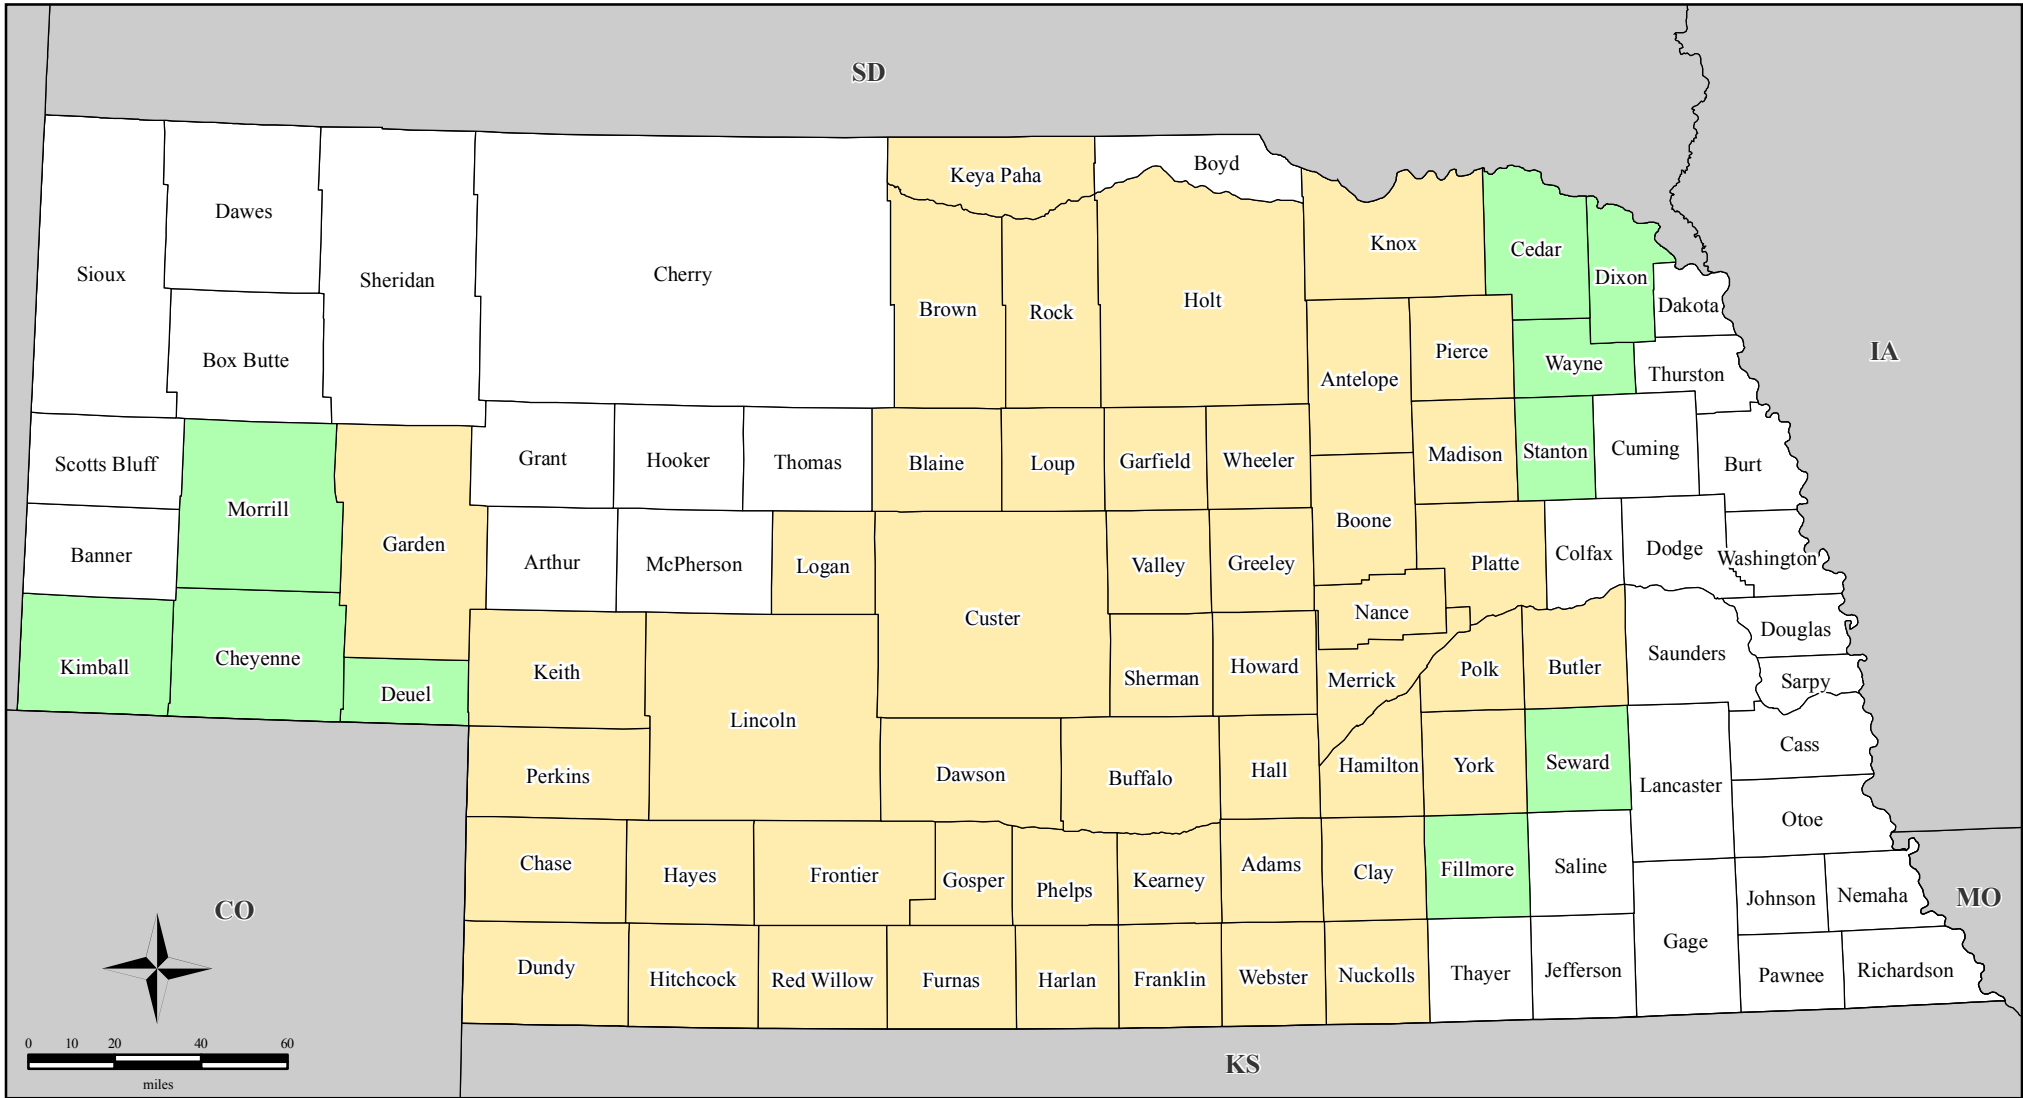 SD
Boyd
Keya Paha
Dawes
Knox
Cedar
Sioux
Sheridan
Cherry
Dixon
Holt
Dakota
Brown
Rock
Box Butte
Pierce
IA
Wayne
Antelope
Thurston
Scotts Bluff
Grant
Hooker
Thomas
Blaine
Loup
Garfield
Wheeler
Madison
Stanton
Cuming
Burt
Morrill
Boone
Garden
Banner
Arthur
McPherson
Logan
Valley
Greeley
Platte
Colfax
Dodge
Washington
Custer
Nance
Douglas
Kimball
Cheyenne
Deuel
Keith
Sherman
Howard
Merrick
Polk
Butler
Saunders
Sarpy
Lincoln
Cass
Perkins
Dawson
Buffalo
Hall
Hamilton
York
Seward
Lancaster
Otoe
Chase
Hayes
Frontier
Gosper
Phelps
Kearney
Adams
Clay
Fillmore
Saline
Johnson
Nemaha
MO
CO
Gage
Dundy
Hitchcock
Red Willow
Furnas
Harlan
Franklin
Webster
Nuckolls
Thayer
Jefferson
Pawnee
Richardson
0 10 20 40 60
miles
KS